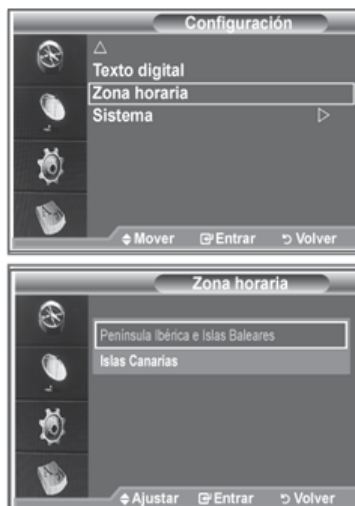 Configuración
△
Texto digital
Zona horaria
Sistema ▷
Mover Entrar Volver
Zona horaria
Península Ibérica e Islas Baleares
Islas Canarias
Ajustar Entrar Volver